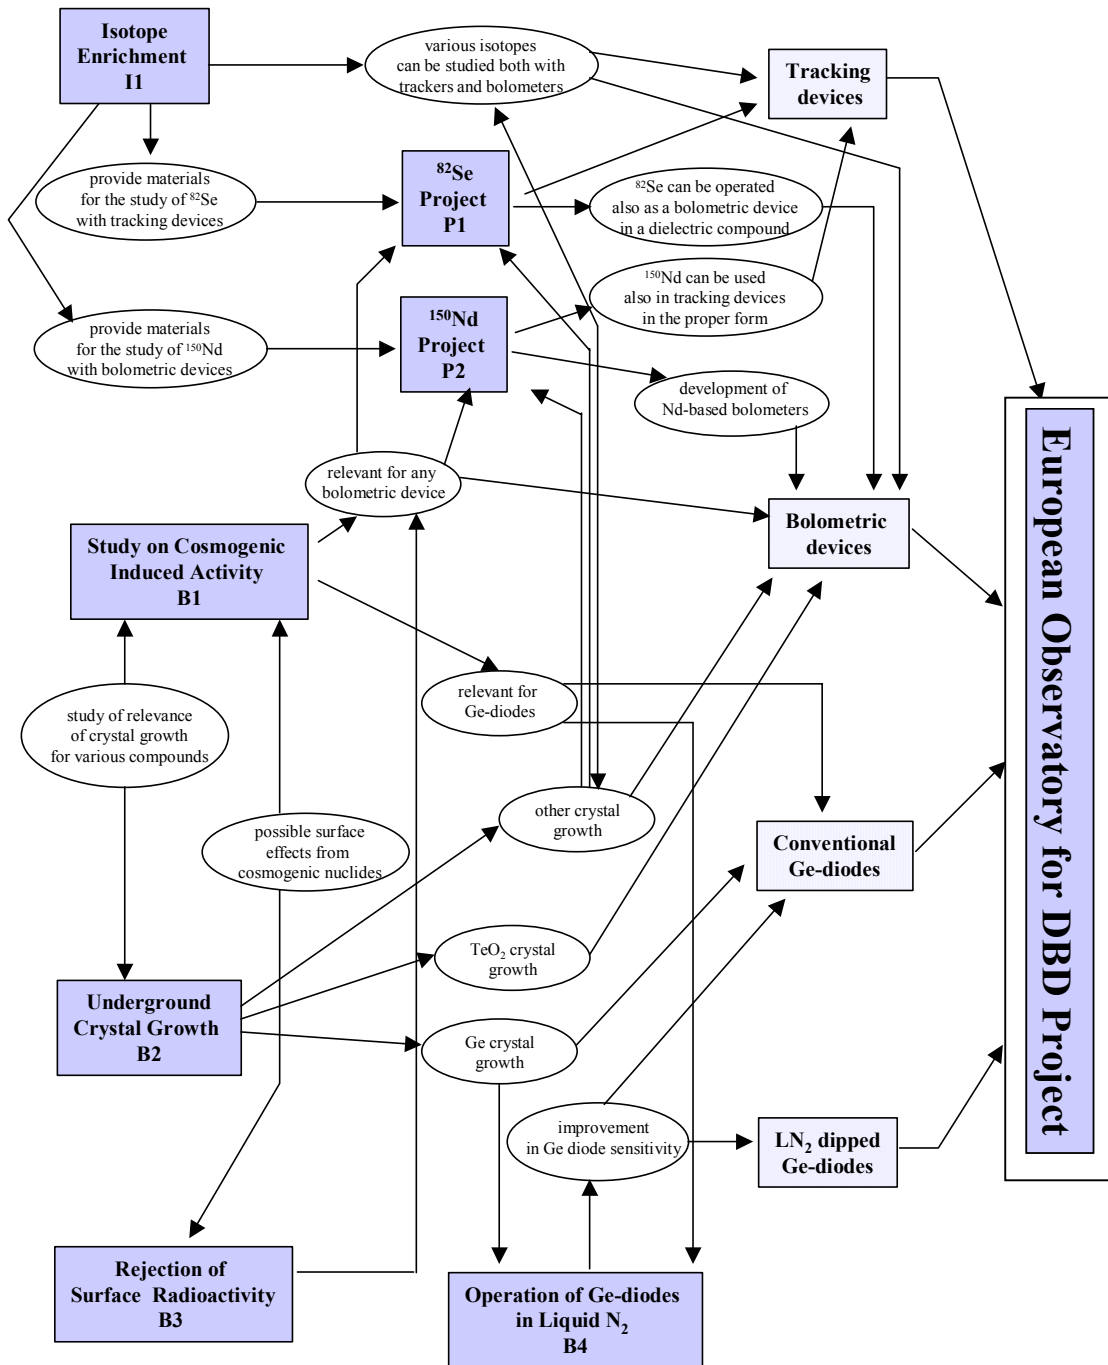 Isotope
Enrichment
I1
various isotopes
can be studied both with
trackers and bolometers
Tracking
devices
provide materials
for the study of ⁸²Se
with tracking devices
⁸²Se
Project
P1
⁸²Se can be operated
also as a bolometric device
in a dielectric compound
¹⁵⁰Nd can be used
also in tracking devices
in the proper form
provide materials
for the study of ¹⁵⁰Nd
with bolometric devices
¹⁵⁰Nd
Project
P2
development of
Nd-based bolometers
relevant for any
bolometric device
Study on Cosmogenic
Induced Activity
B1
Bolometric
devices
European Observatory for DBD Project
relevant for
Ge-diodes
study of relevance
of crystal growth
for various compounds
other crystal
growth
possible surface
effects from
cosmogenic nuclides
Conventional
Ge-diodes
TeO₂ crystal
growth
Underground
Crystal Growth
B2
Ge crystal
growth
improvement
in Ge diode sensitivity
LN₂ dipped
Ge-diodes
Rejection of
Surface Radioactivity
B3
Operation of Ge-diodes
in Liquid N₂
B4